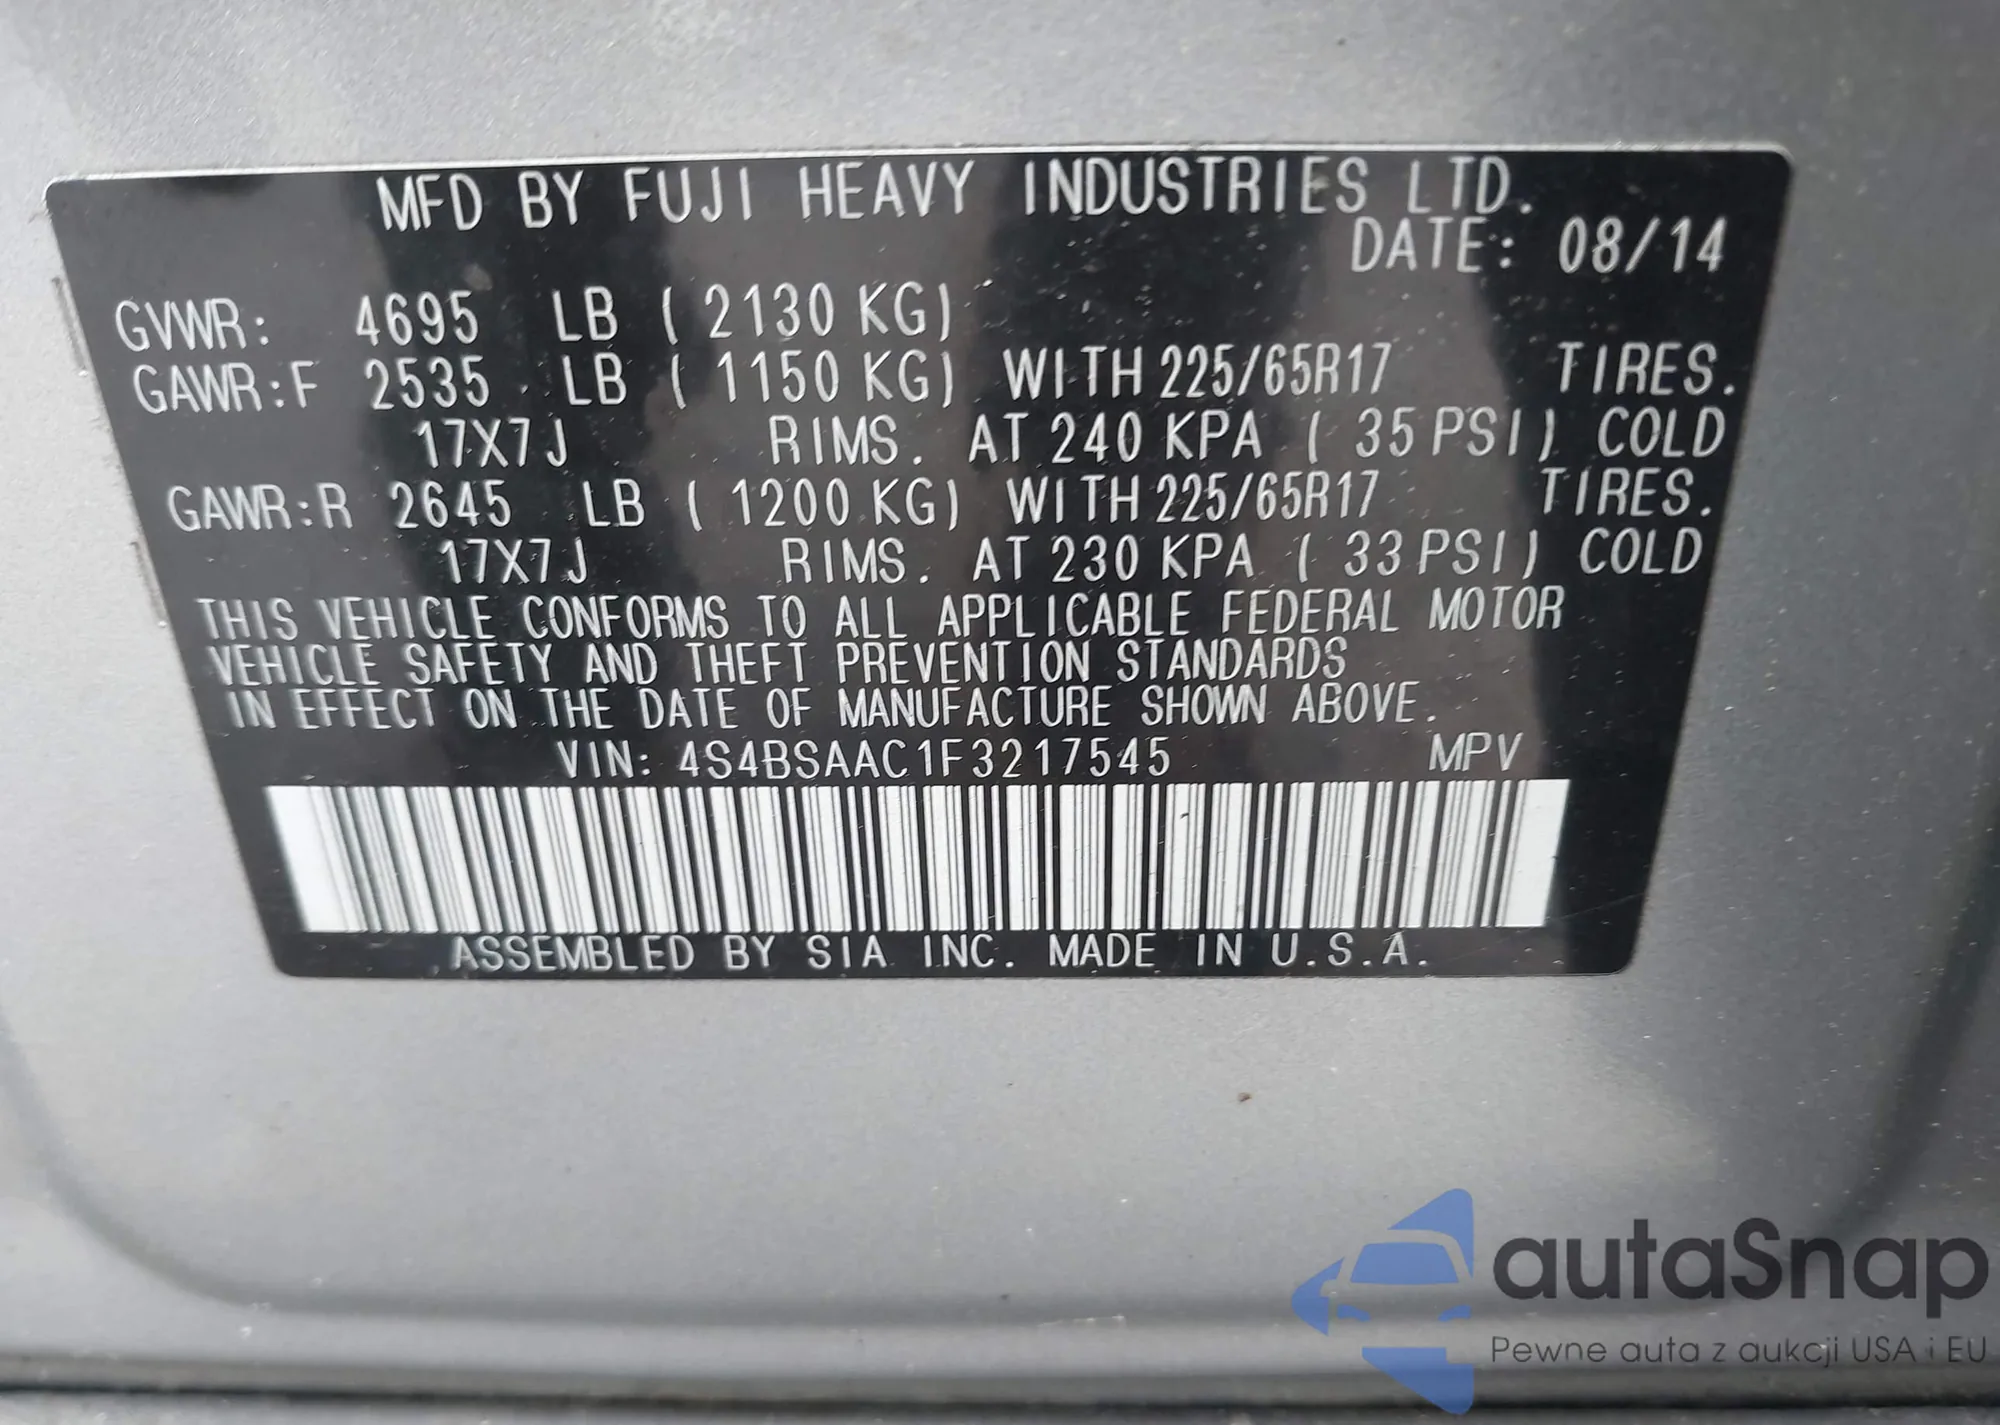 MFD BY FUJI HEAVY INDUSTRIES LTD.
DATE: 08/14
GVWR: 4695 LB ( 2130 KG)
GAWR:F 2535 LB ( 1150 KG) WITH 225/65R17 TIRES.
17X7J RIMS. AT 240 KPA ( 35 PSI) COLD
GAWR:R 2645 LB ( 1200 KG) WITH 225/65R17 TIRES.
17X7J RIMS. AT 230 KPA ( 33 PSI) COLD
THIS VEHICLE CONFORMS TO ALL APPLICABLE FEDERAL MOTOR
VEHICLE SAFETY AND THEFT PREVENTION STANDARDS
IN EFFECT ON THE DATE OF MANUFACTURE SHOWN ABOVE.
VIN: 4S4BSAAC1F3217545 MPV
ASSEMBLED BY SIA INC. MADE IN U.S.A.
autaSnap
Pewne auta z aukcji USA i EU